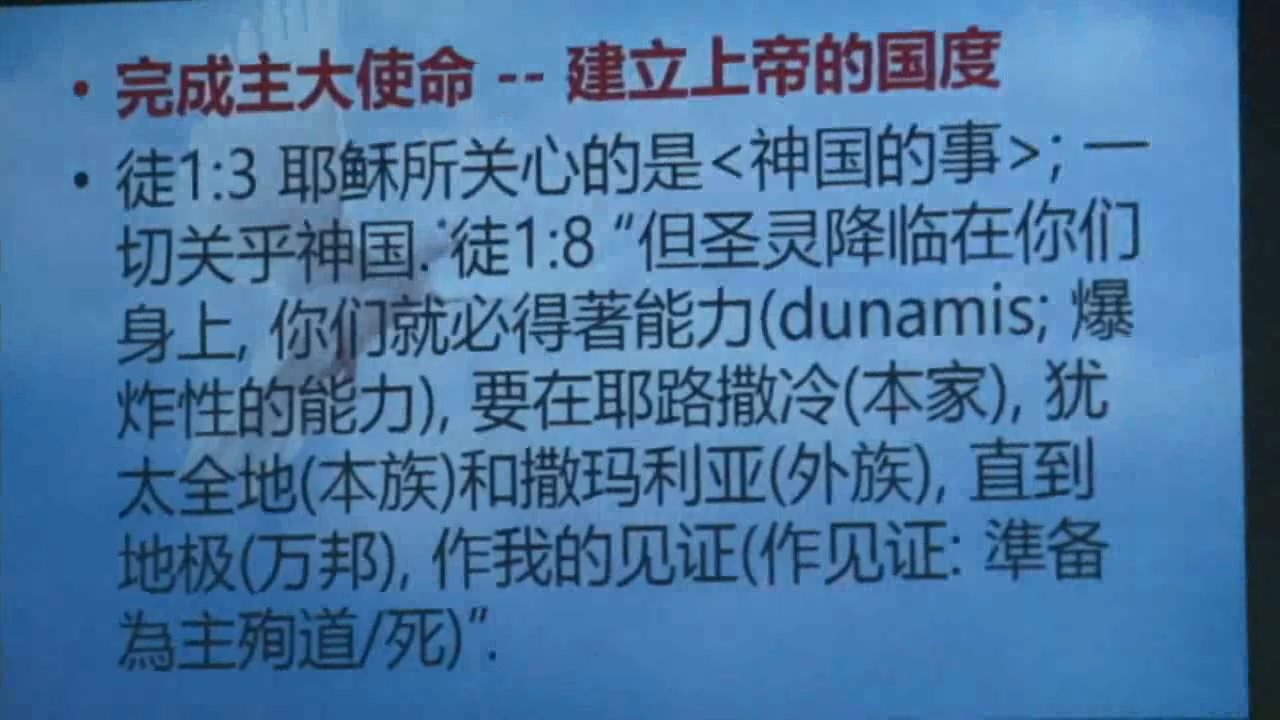 • 完成主大使命 -- 建立上帝的国度
• 徒1:3 耶稣所关心的是<神国的事>; 一
切关乎神国. 徒1:8 “但圣灵降临在你们
身上, 你们就必得著能力(dunamis; 爆
炸性的能力), 要在耶路撒冷(本家), 犹
太全地(本族)和撒玛利亚(外族), 直到
地极(万邦), 作我的见证(作见证: 準备
為主殉道/死)”.